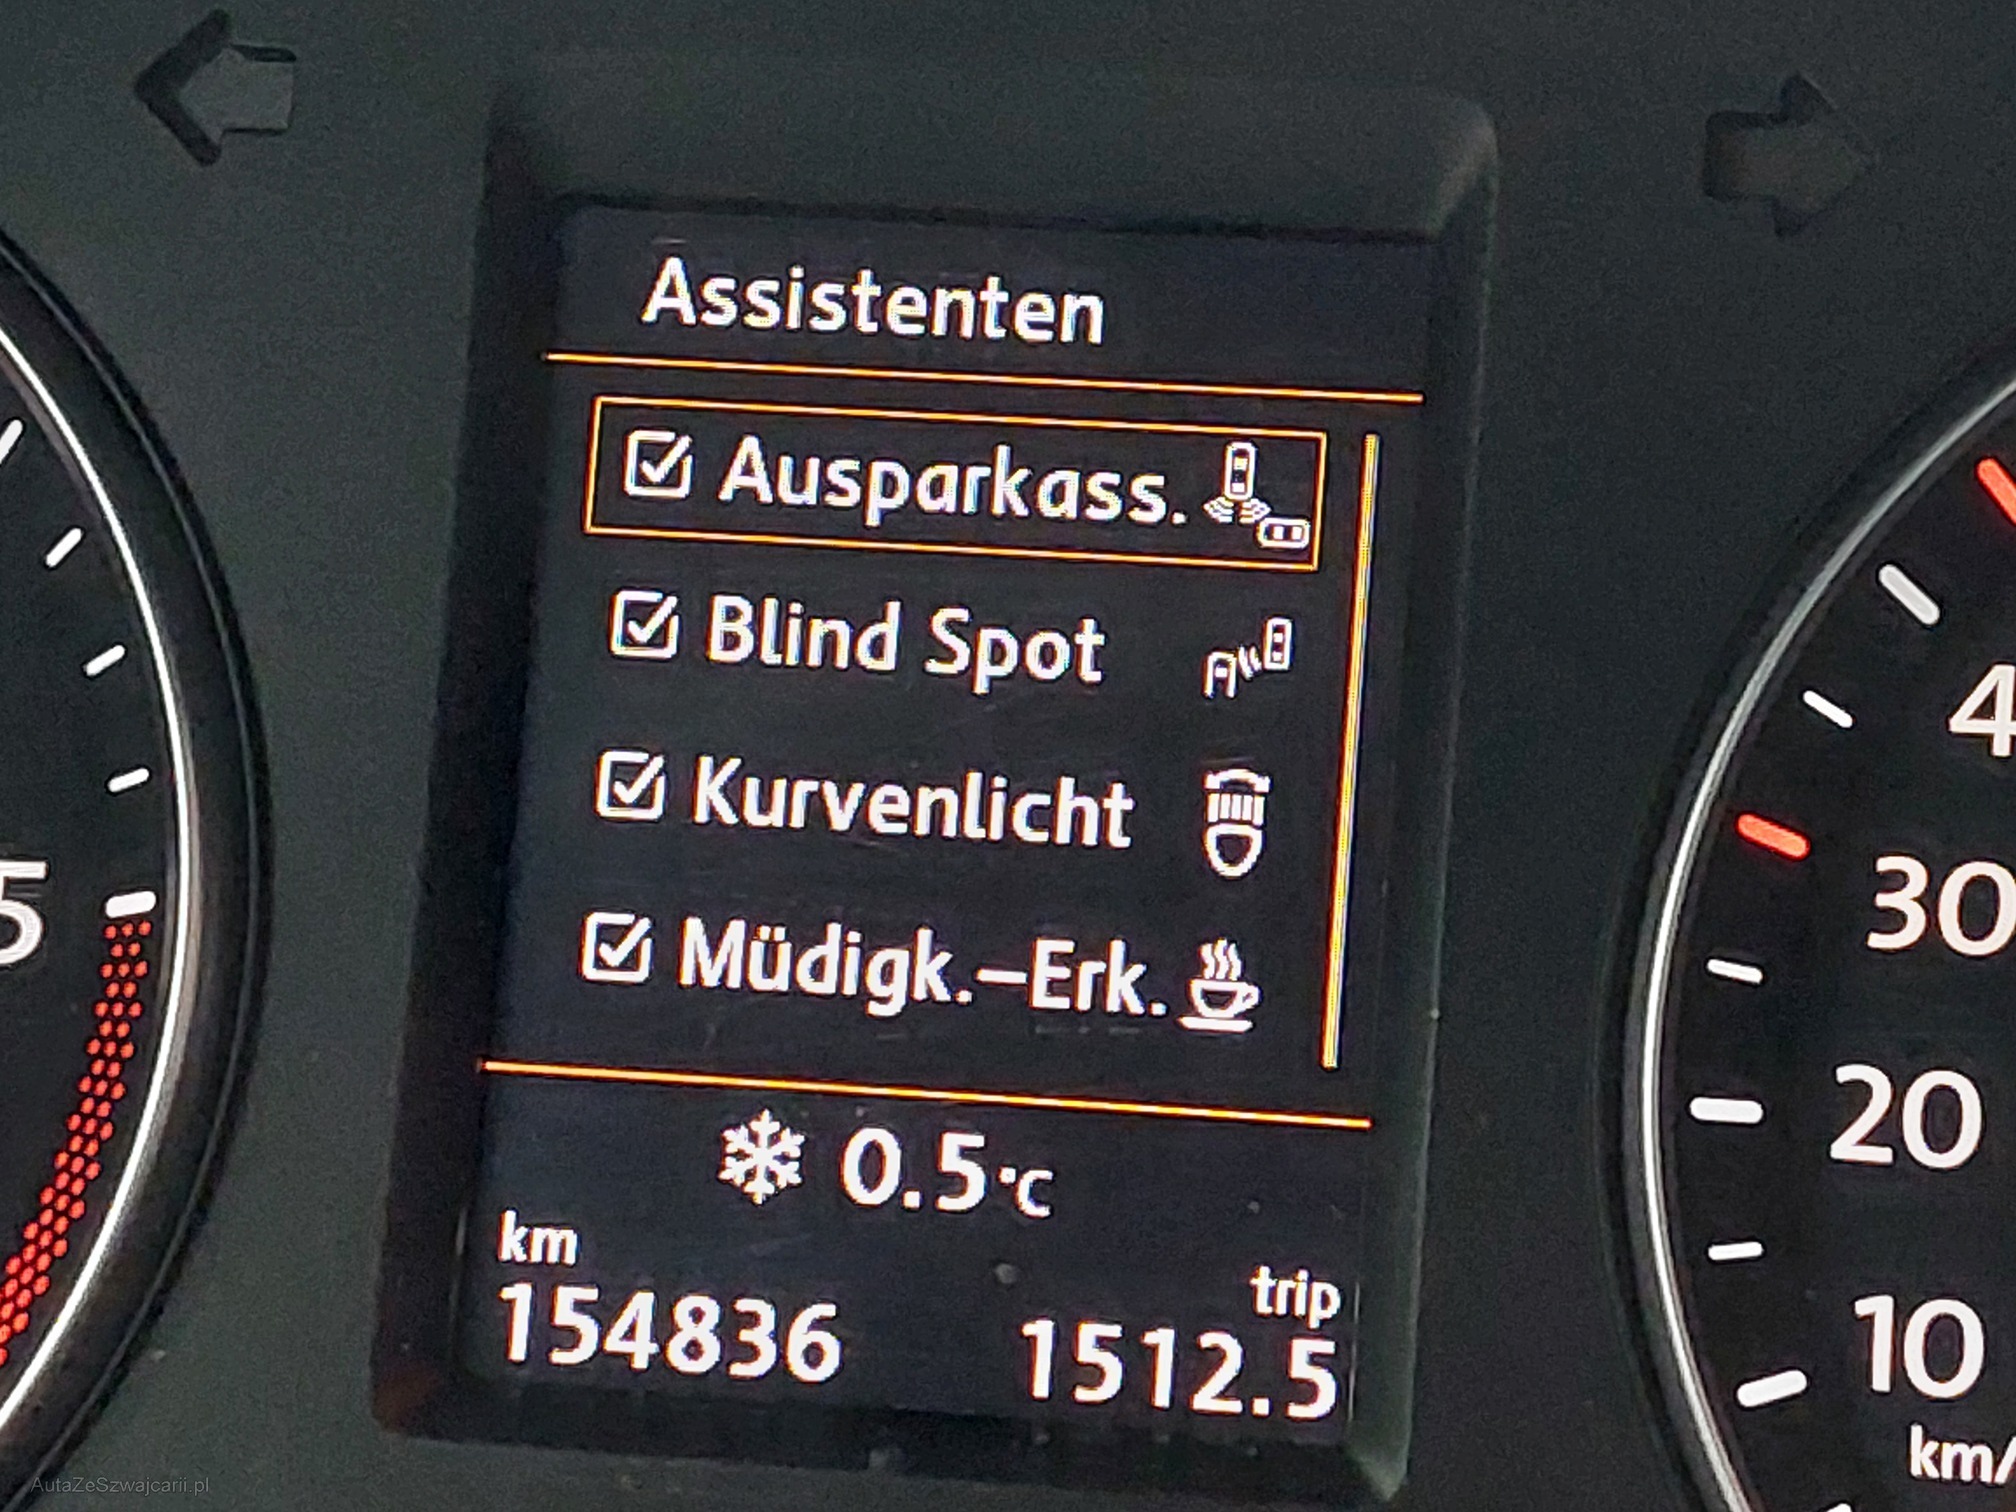 Assistenten
Ausparkass.
Blind Spot
Kurvenlicht
Müdigk.-Erk.
0.5°C
km
154836
trip
1512.5
5
4
30
20
10
km/
AutaZeSzwajcarii.pl